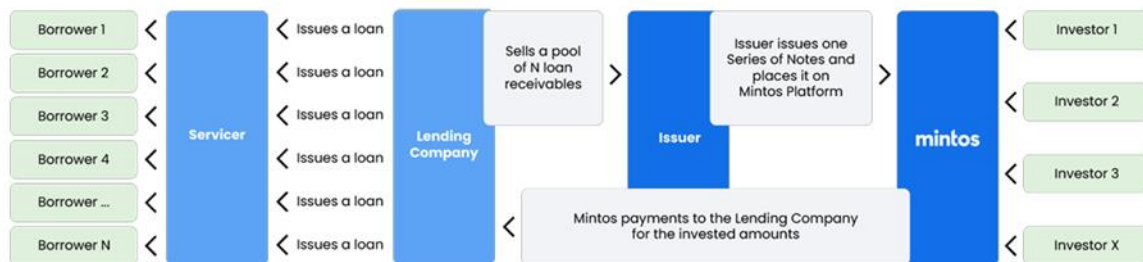 Borrower 1
Borrower 2
Borrower 3
Borrower 4
Borrower ...
Borrower N
Servicer
Issues a loan
Issues a loan
Issues a loan
Issues a loan
Issues a loan
Issues a loan
Lending
Company
Sells a pool
of N loan
receivables
Issuer
Issuer issues one
Series of Notes and
places it on
Mintos Platform
Mintos payments to the Lending Company
for the invested amounts
mintos
Investor 1
Investor 2
Investor 3
Investor X